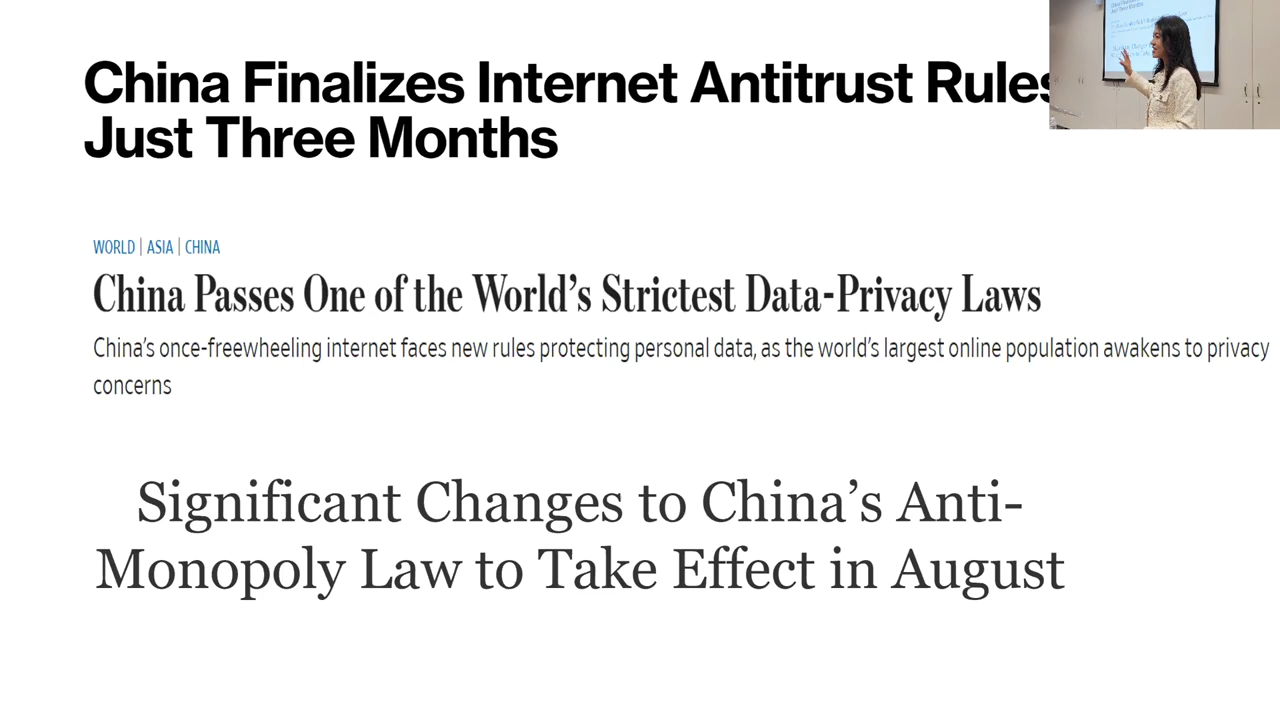 China Finalizes Internet Antitrust Rules
Just Three Months
WORLD | ASIA | CHINA
China Passes One of the World’s Strictest Data-Privacy Laws
China’s once-freewheeling internet faces new rules protecting personal data, as the world’s largest online population awakens to privacy
concerns
Significant Changes to China’s Anti-
Monopoly Law to Take Effect in August